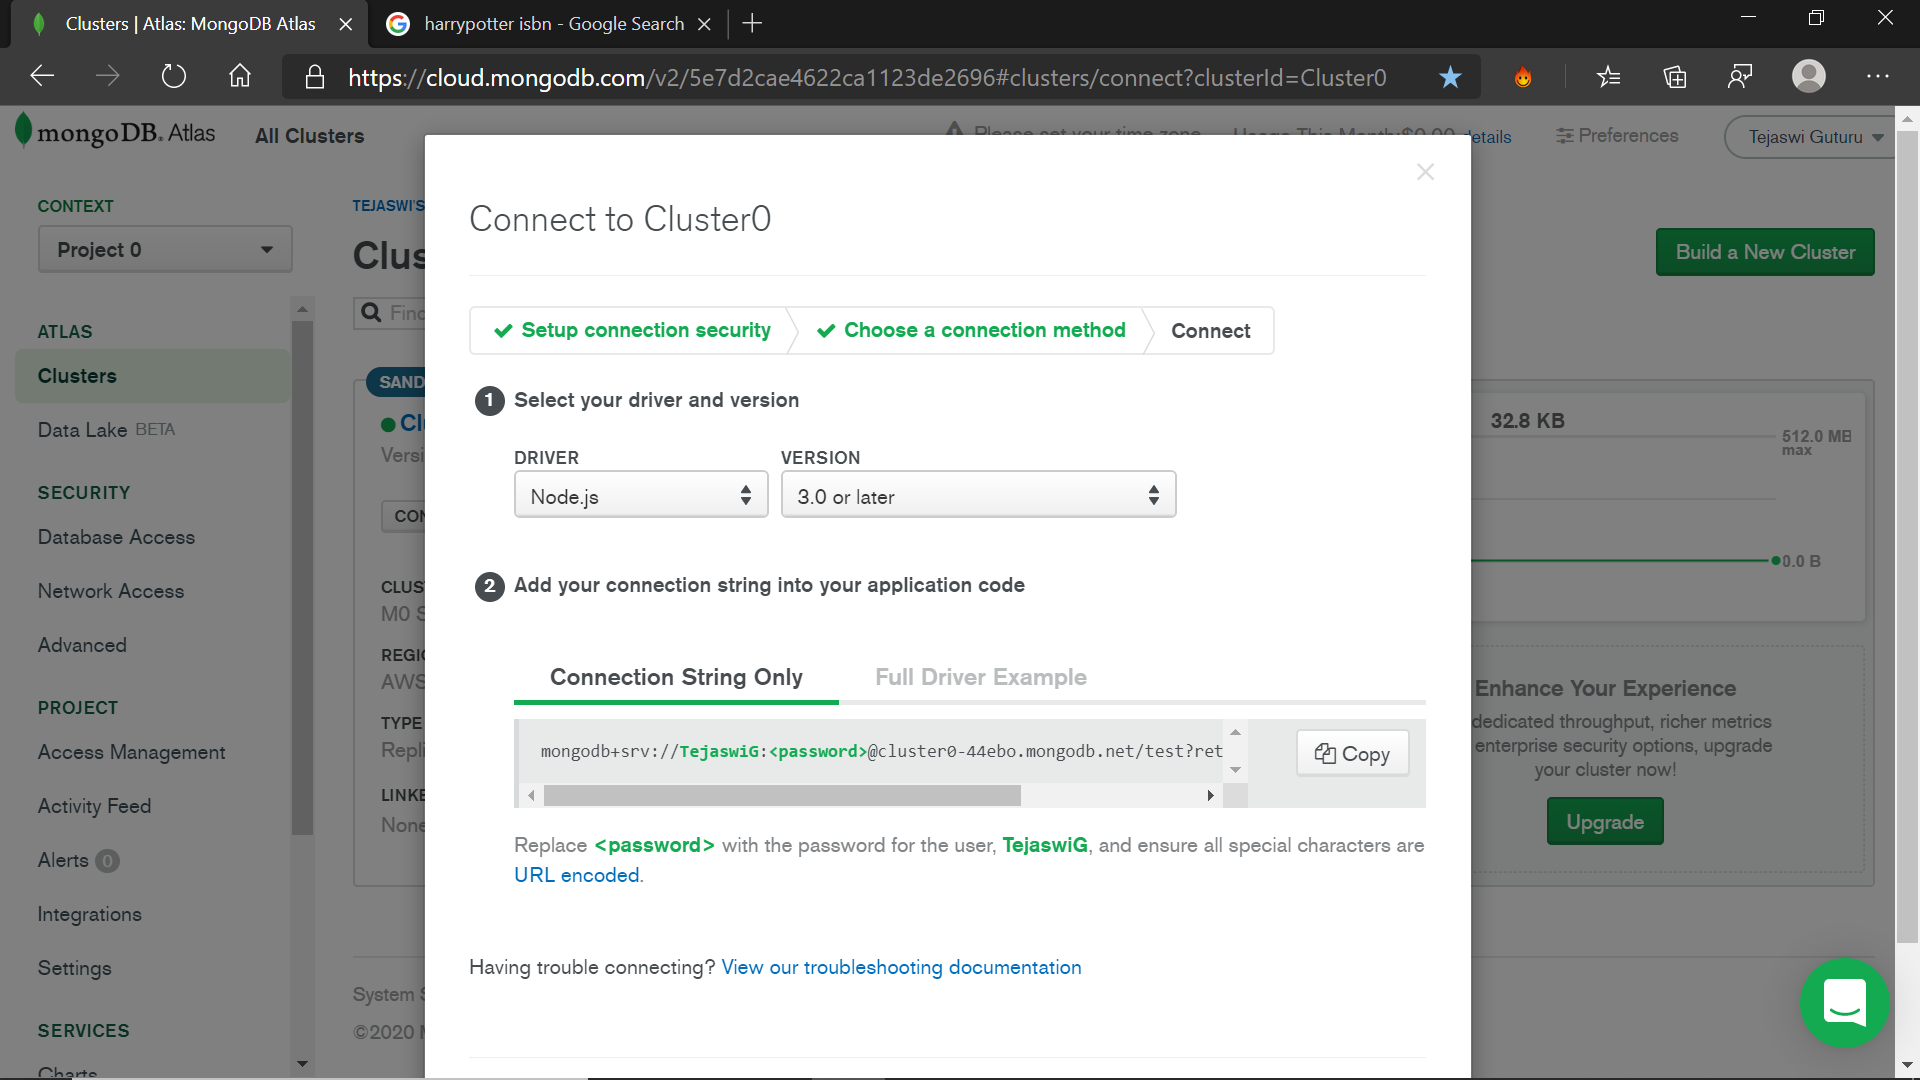 Clusters | Atlas: MongoDB Atlas
harrypotter isbn - Google Search
https://cloud.mongodb.com/v2/5e7d2cae4622ca1123de2696#clusters/connect?clusterId=Cluster0
mongoDB. Atlas
All Clusters
Please set your time zone
Usage This Month:$0.00 details
Preferences
Tejaswi Guturu
CONTEXT
Project 0
ATLAS
Clusters
Data Lake BETA
SECURITY
Database Access
Network Access
Advanced
PROJECT
Access Management
Activity Feed
Alerts 0
Integrations
Settings
SERVICES
Charts
TEJASWI'S
Clus
Find
SAND
Cl
Versi
CON
CLUST
M0 S
REGIO
AWS
TYPE
Repli
LINKE
None
System S
©2020 M
Connect to Cluster0
Setup connection security
Choose a connection method
Connect
1 Select your driver and version
DRIVER
VERSION
Node.js
3.0 or later
2 Add your connection string into your application code
Connection String Only
Full Driver Example
mongodb+srv://TejaswiG:<password>@cluster0-44ebo.mongodb.net/test?ret
Copy
Replace <password> with the password for the user, TejaswiG, and ensure all special characters are
URL encoded.
Having trouble connecting? View our troubleshooting documentation
Build a New Cluster
32.8 KB
512.0 MB
max
0.0 B
Enhance Your Experience
dedicated throughput, richer metrics
enterprise security options, upgrade
your cluster now!
Upgrade